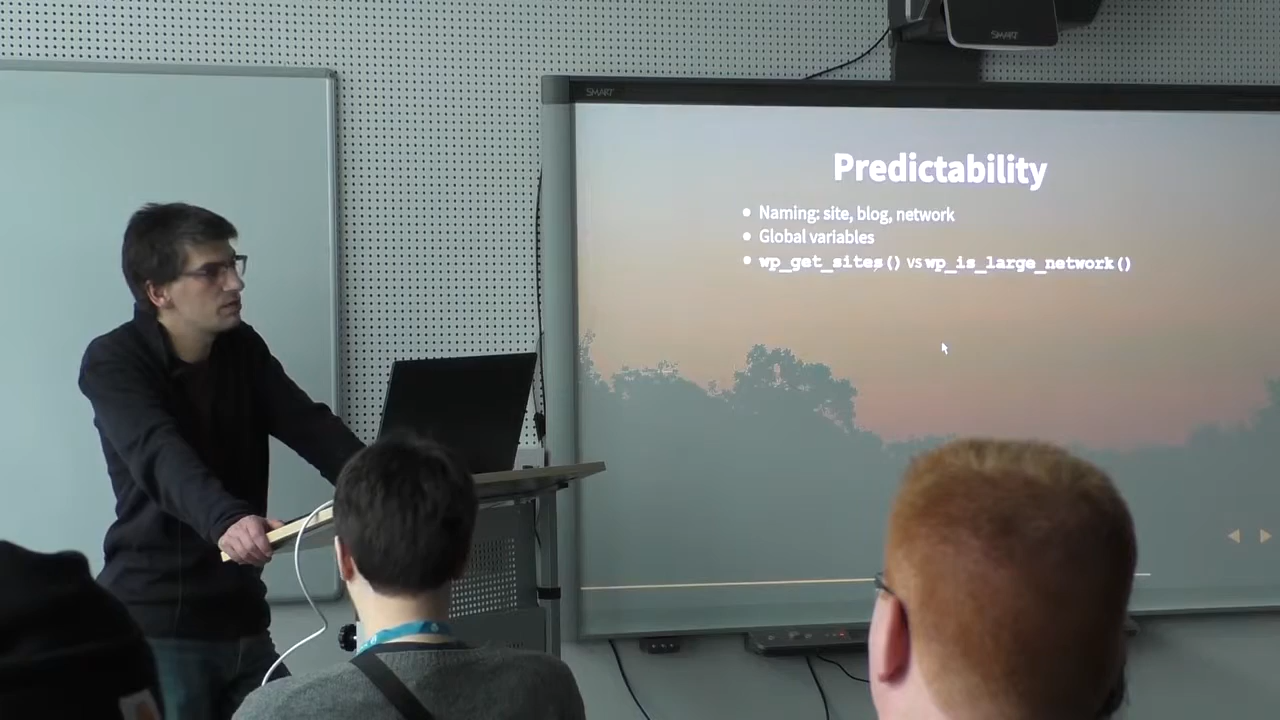 SMART
SMART
Predictability
• Naming: site, blog, network
• Global variables
• wp_get_sites() vs wp_is_large_network()